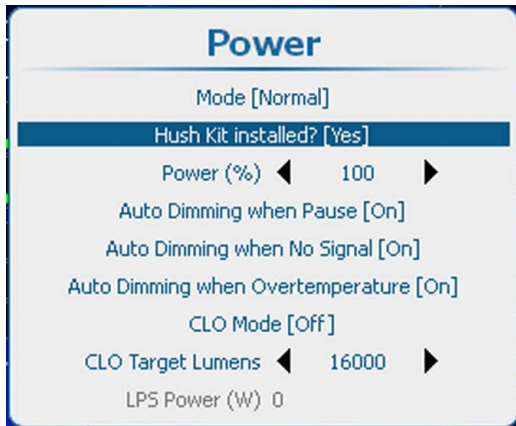 Power
Mode [Normal]
Hush Kit installed? [Yes]
Power (%) 100
Auto Dimming when Pause [On]
Auto Dimming when No Signal [On]
Auto Dimming when Overtemperature [On]
CLO Mode [Off]
CLO Target Lumens 16000
LPS Power (W) 0